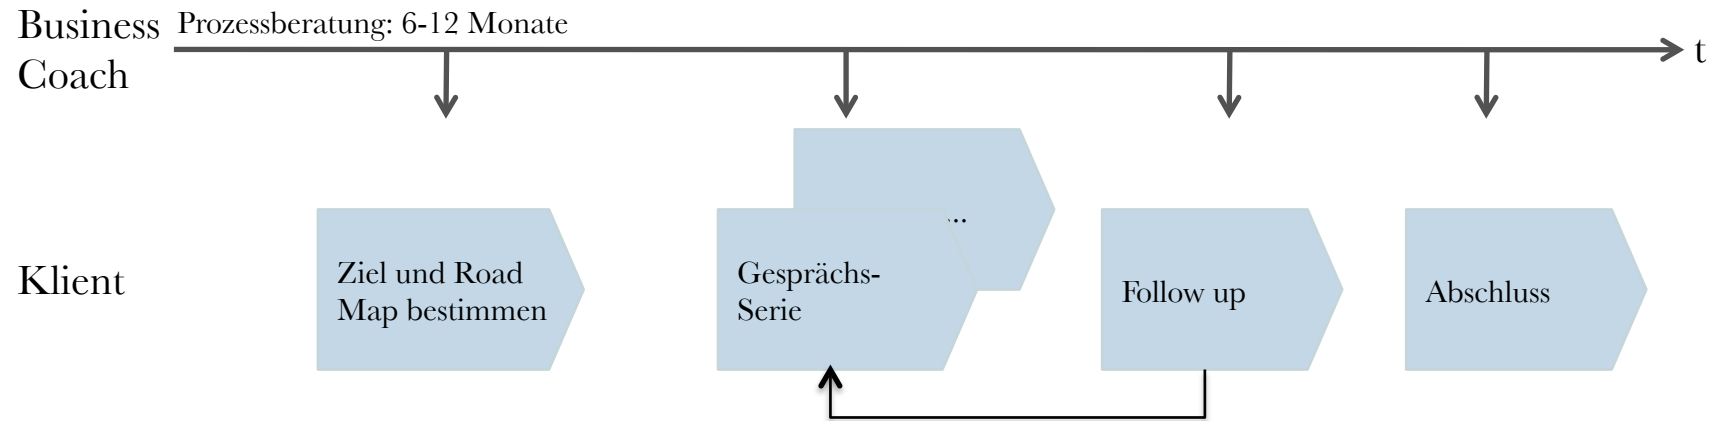 Business
Coach
Prozessberatung: 6-12 Monate
t
Klient
Ziel und Road
Map bestimmen
...
Gesprächs-
Serie
Follow up
Abschluss